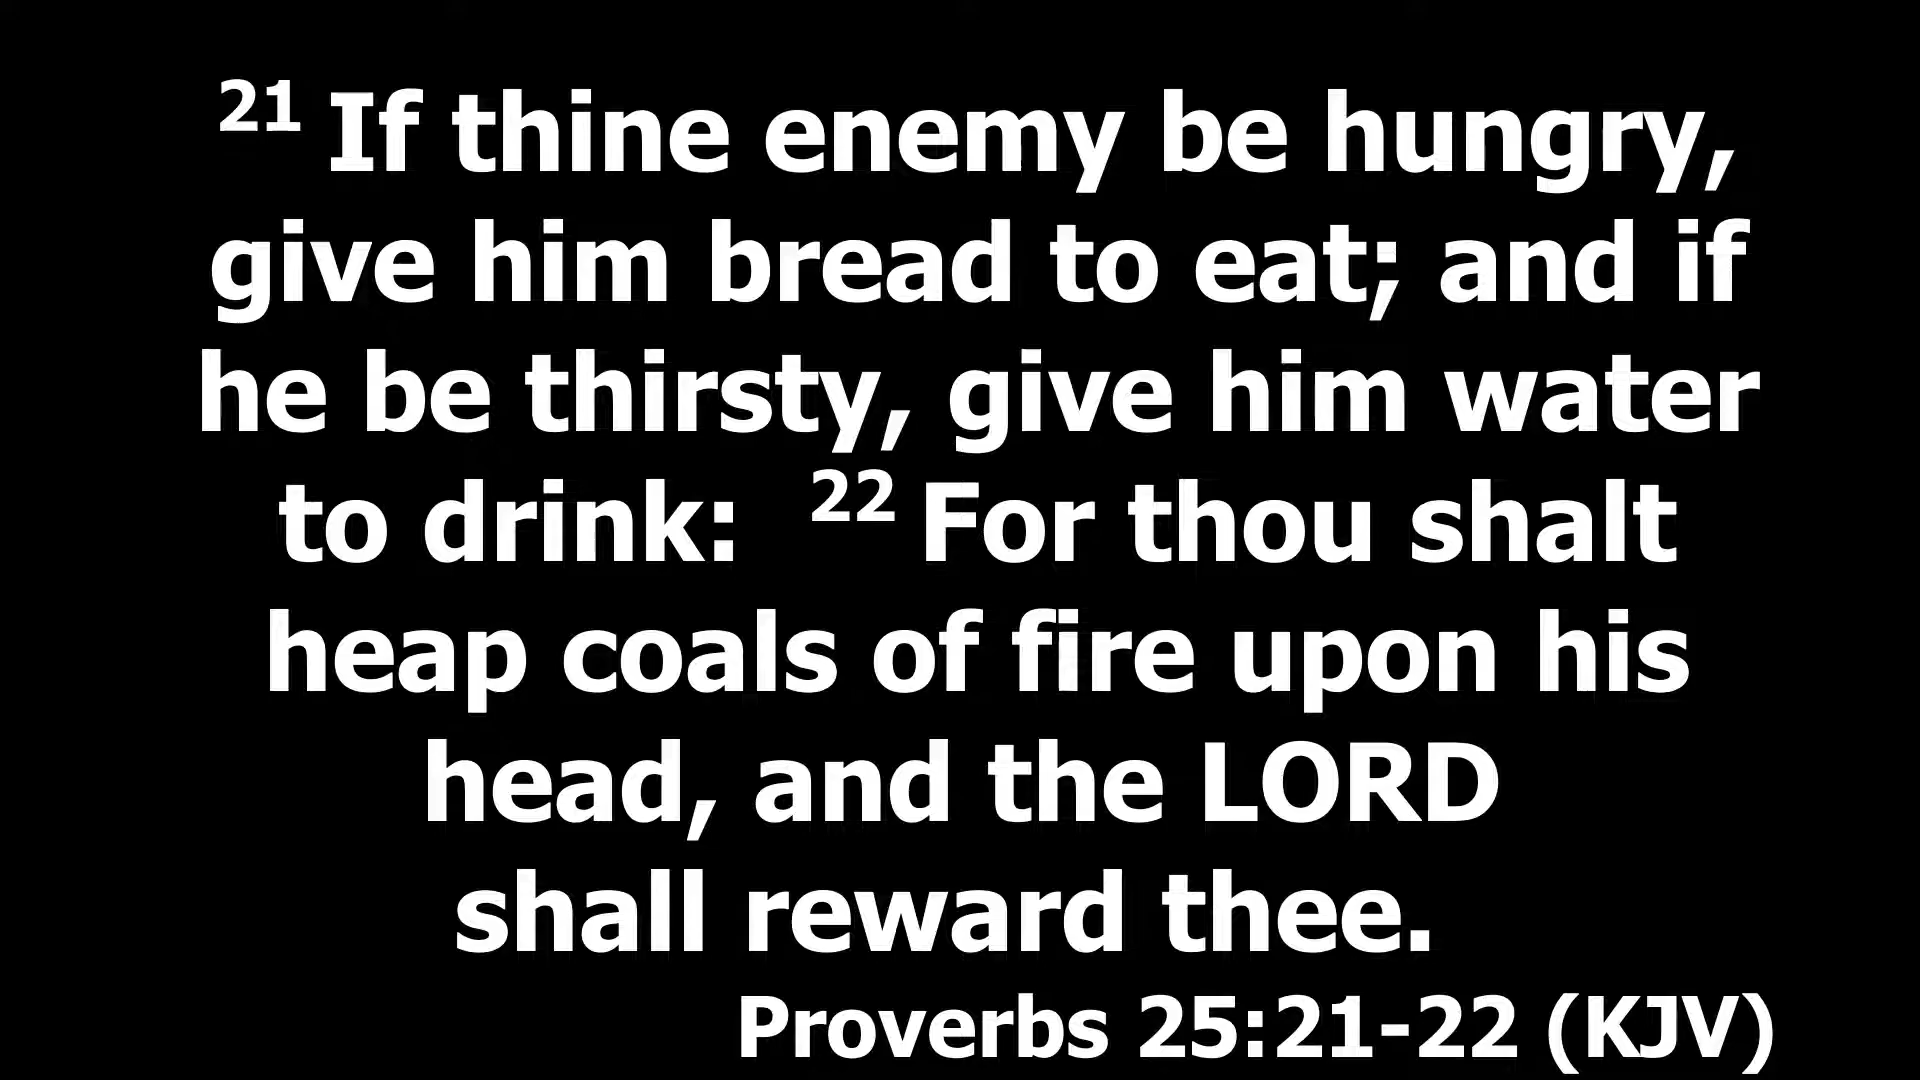 21 If thine enemy be hungry,
give him bread to eat; and if
he be thirsty, give him water
to drink: 22 For thou shalt
heap coals of fire upon his
head, and the LORD
shall reward thee.
Proverbs 25:21-22 (KJV)